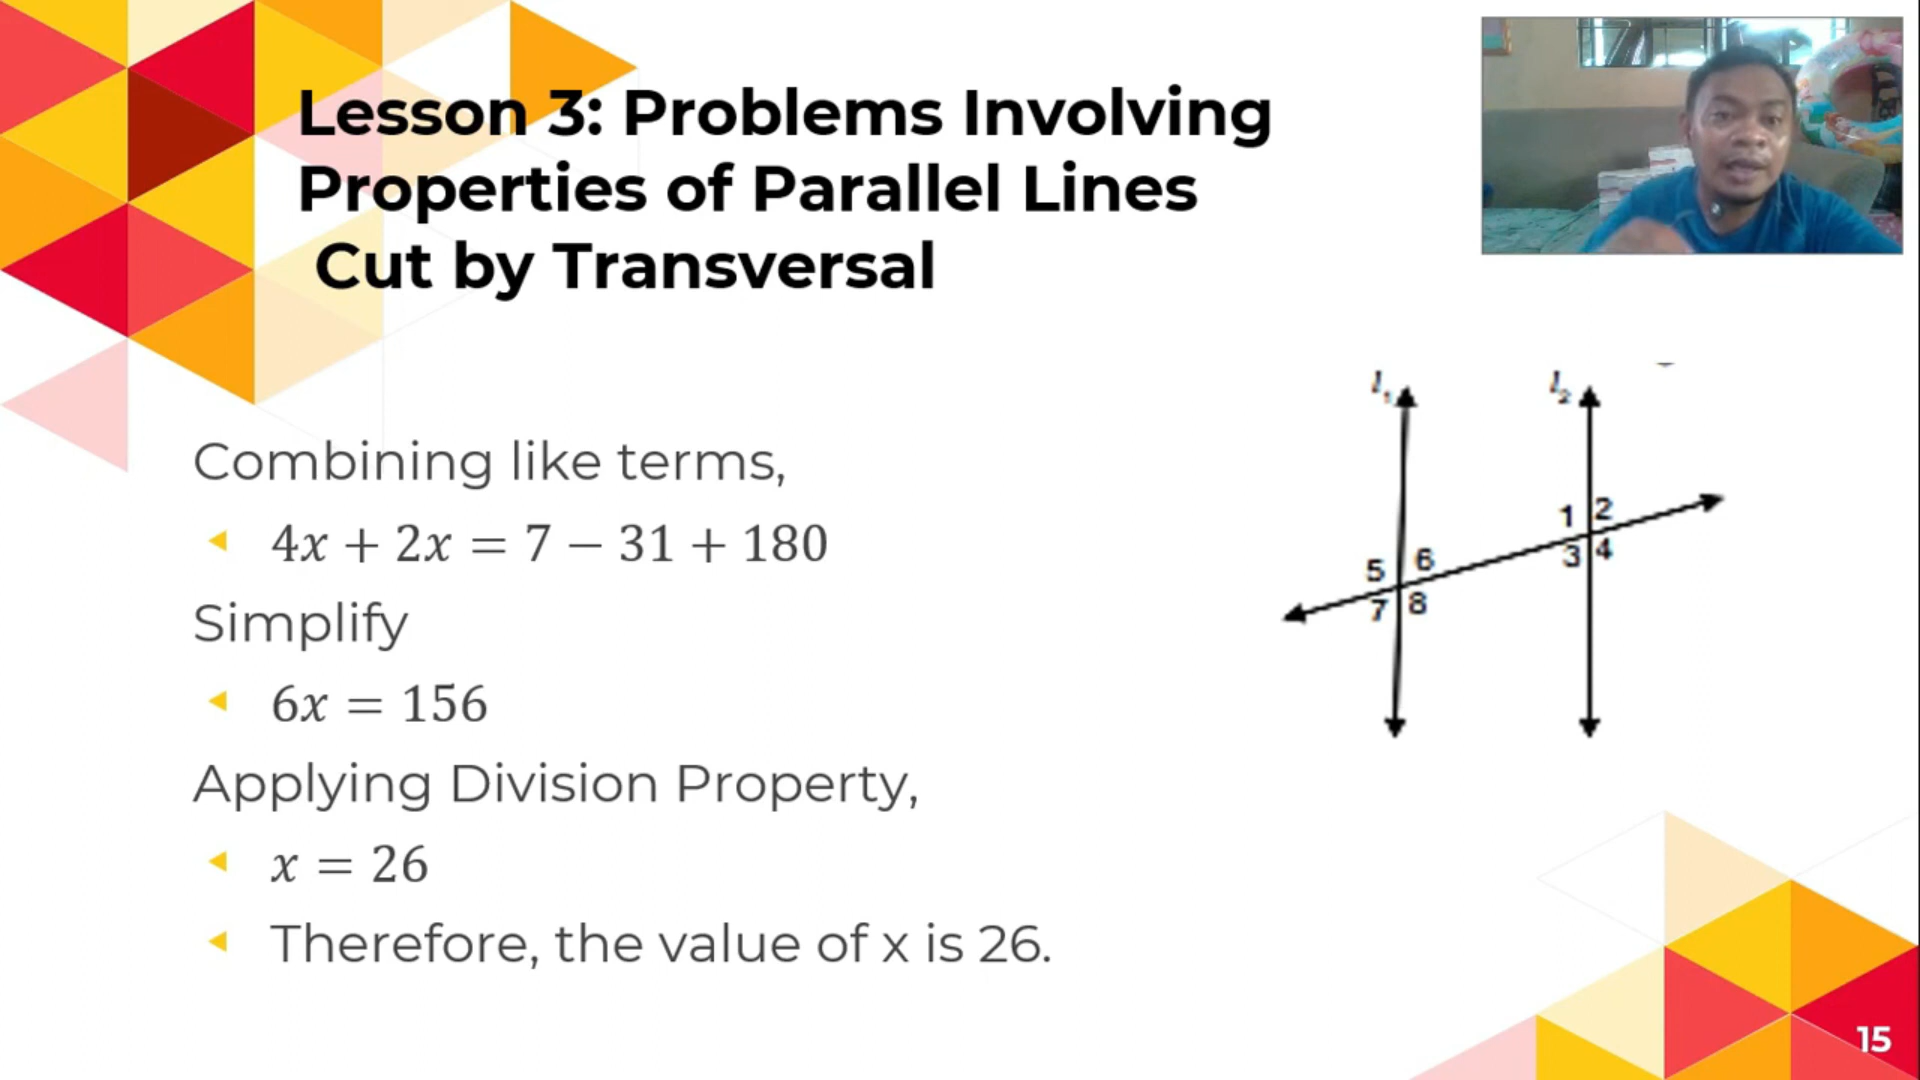 Lesson 3: Problems Involving
Properties of Parallel Lines
Cut by Transversal
Combining like terms,
4x + 2x = 7 − 31 + 180
Simplify
6x = 156
Applying Division Property,
x = 26
Therefore, the value of x is 26.
l₁ l₂
1 2
3 4
5 6
7 8
15